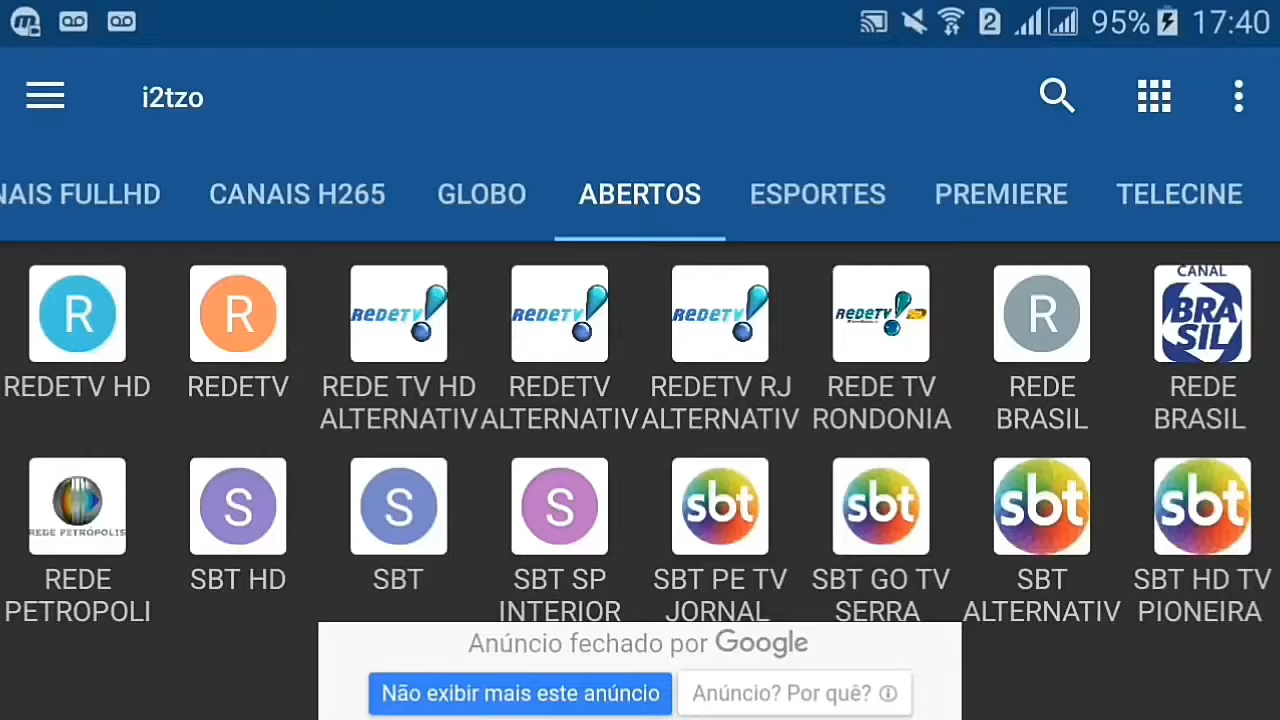 2 95% 17:40
i2tzo
NAIS FULLHD CANAIS H265 GLOBO ABERTOS ESPORTES PREMIERE TELECINE
R R REDETV! REDETV! REDETV! REDETV! R CANAL BRASIL
REDETV HD REDETV REDE TV HD ALTERNATIV REDETV ALTERNATIV REDETV RJ ALTERNATIV REDE TV RONDONIA REDE BRASIL REDE BRASIL
REDE PETRÓPOLIS S S S sbt sbt sbt sbt
REDE PETROPOLI SBT HD SBT SBT SP INTERIOR SBT PE TV JORNAL SBT GO TV SERRA SBT ALTERNATIV SBT HD TV PIONEIRA
Anúncio fechado por Google
Não exibir mais este anúncio Anúncio? Por quê?